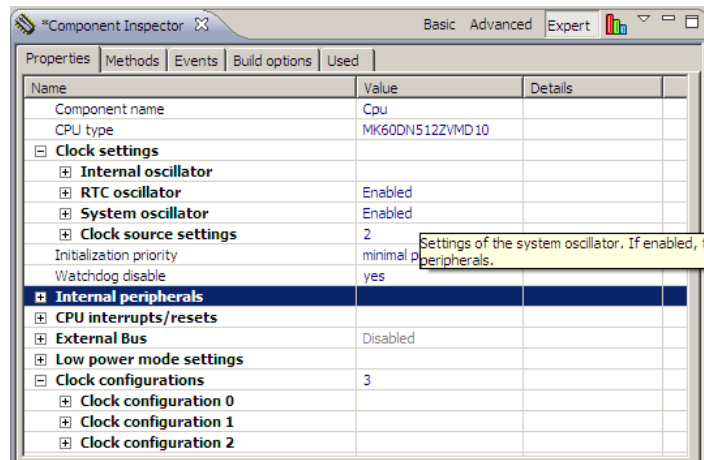 *Component Inspector Basic Advanced Expert
Properties Methods Events Build options Used
Name Value Details
Component name Cpu
CPU type MK60DN512ZVMD10
Clock settings
Internal oscillator
RTC oscillator Enabled
System oscillator Enabled
Clock source settings 2
Settings of the system oscillator. If enabled,
Initialization priority minimal p
peripherals.
Watchdog disable yes
Internal peripherals
CPU interrupts/resets
External Bus Disabled
Low power mode settings
Clock configurations 3
Clock configuration 0
Clock configuration 1
Clock configuration 2